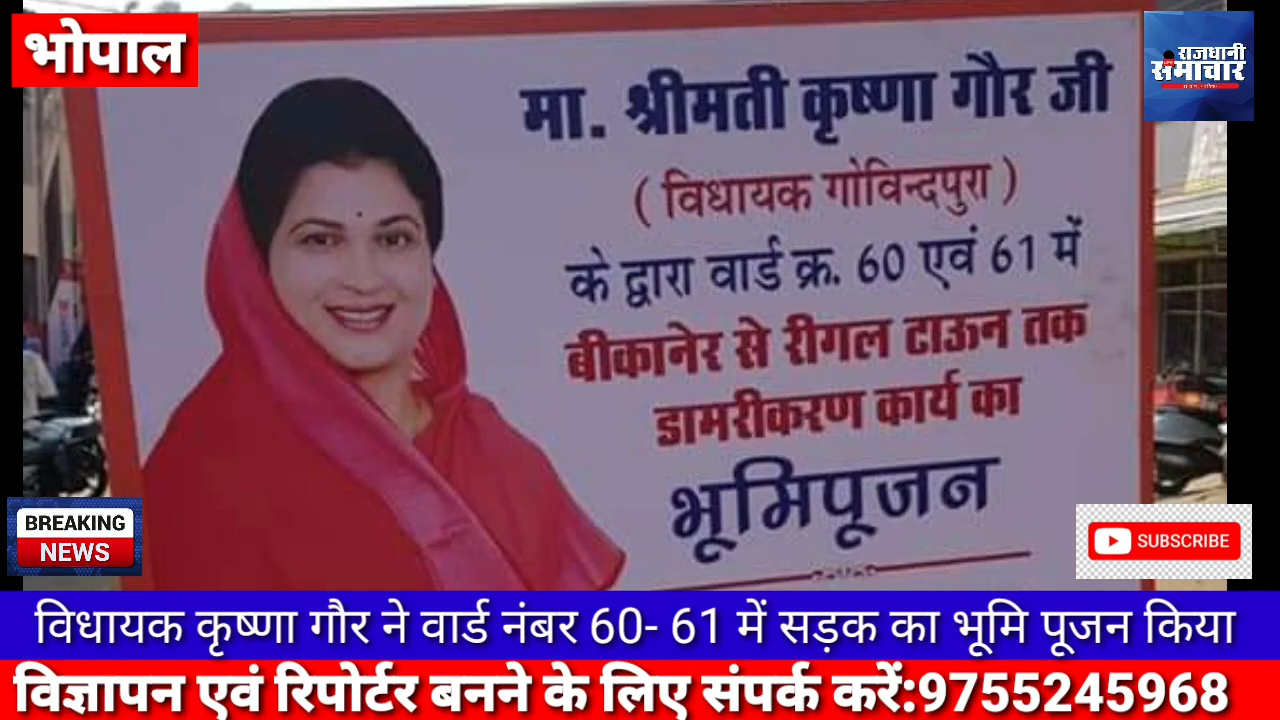 भोपाल
राजधानी
समाचार
मा. श्रीमती कृष्णा गौर जी
( विधायक गोविन्दपुरा )
के द्वारा वार्ड क्र. 60 एवं 61 में
बीकानेर से रीगल टाऊन तक
डामरीकरण कार्य का
भूमिपूजन
BREAKING
NEWS
SUBSCRIBE
विधायक कृष्णा गौर ने वार्ड नंबर 60- 61 में सड़क का भूमि पूजन किया
विज्ञापन एवं रिपोर्टर बनने के लिए संपर्क करें:9755245968